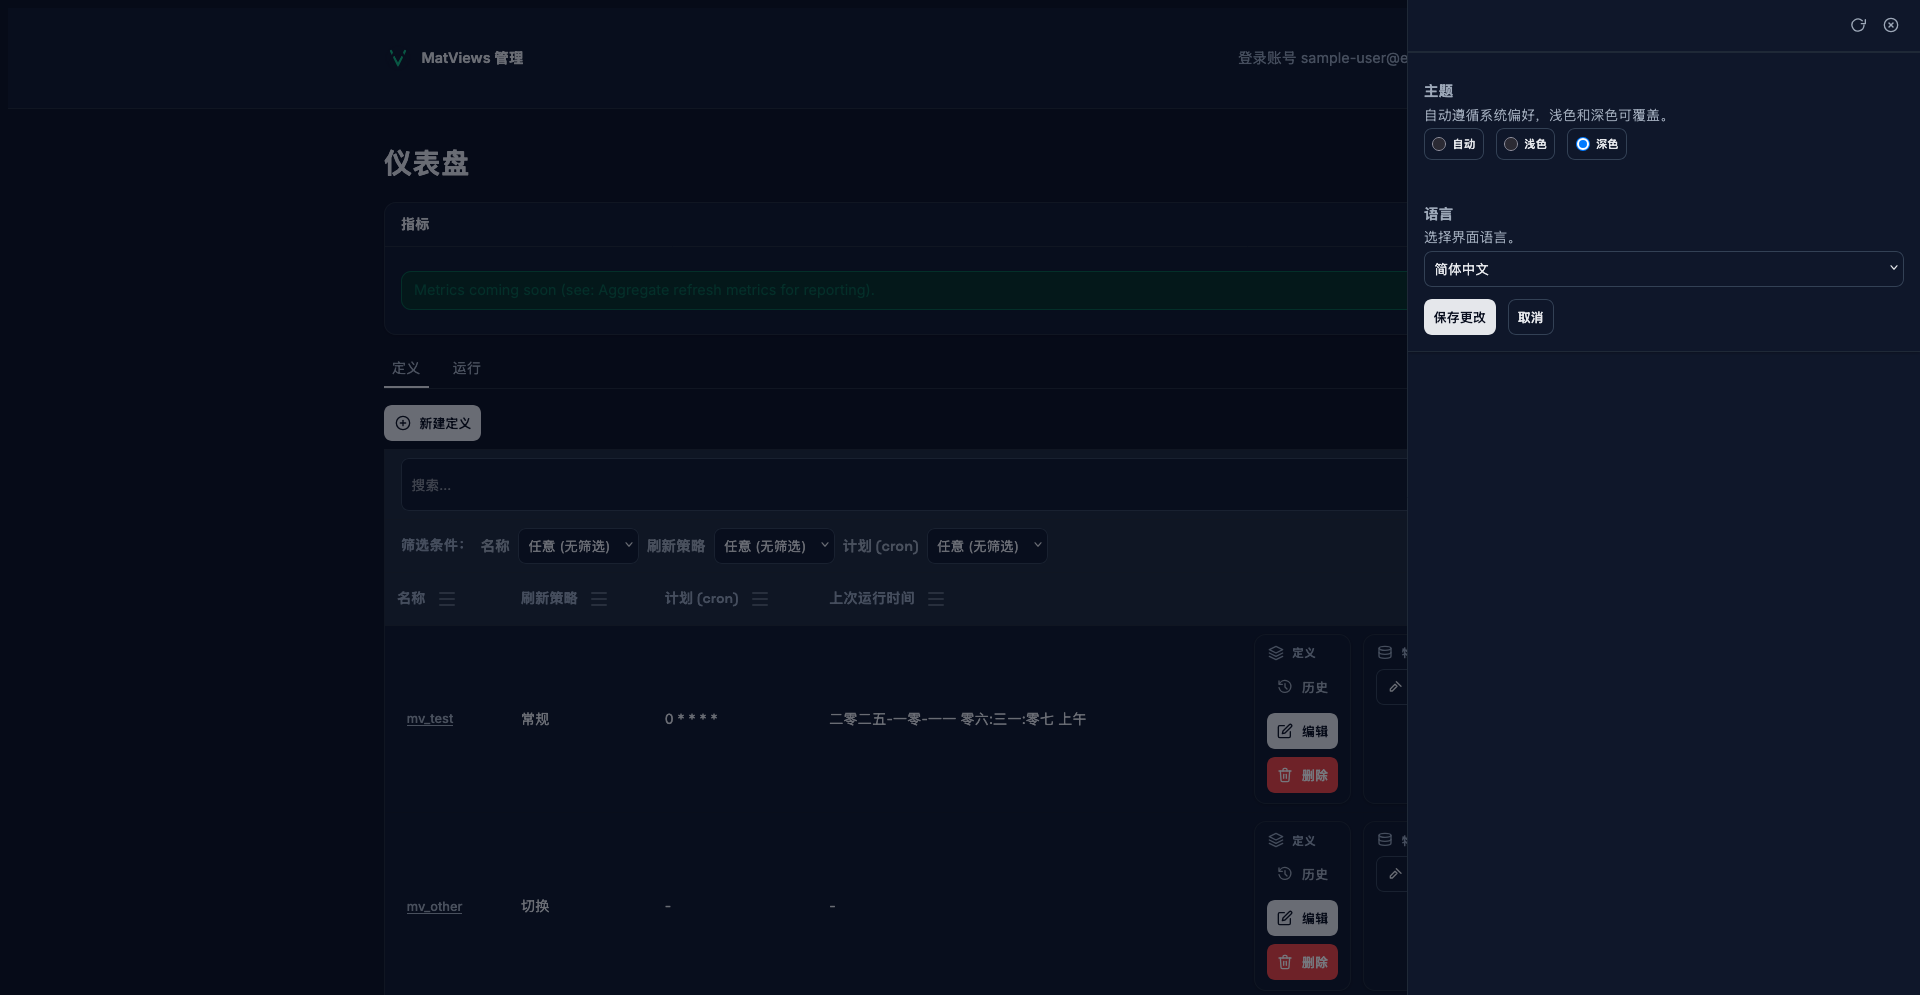 MatViews 管理
登录账号 sample-user@e
仪表盘
指标
Metrics coming soon (see: Aggregate refresh metrics for reporting).
定义
运行
新建定义
搜索...
筛选条件: 名称 任意 (无筛选) 刷新策略 任意 (无筛选) 计划 (cron) 任意 (无筛选)
名称 刷新策略 计划 (cron) 上次运行时间
定义
历史
mv_test 常规 0 * * * * 二零二五-一零-一一 零六:三一:零七 上午
编辑
删除
定义
历史
mv_other 切换 - -
编辑
删除
主题
自动遵循系统偏好，浅色和深色可覆盖。
自动 浅色 深色
语言
选择界面语言。
简体中文
保存更改 取消